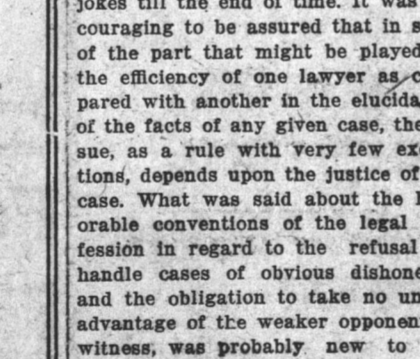 jokes till the end of time. It was
couraging to be assured that in s
of the part that might be played
the efficiency of one lawyer as c
pared with another in the elucida
of the facts of any given case, the
sue, as a rule with very few exc
tions, depends upon the justice of
case. What was said about the
orable conventions of the legal
fession in regard to the refusal
handle cases of obvious dishone
and the obligation to take no un
advantage of the weaker opponen
witness, was probably new to